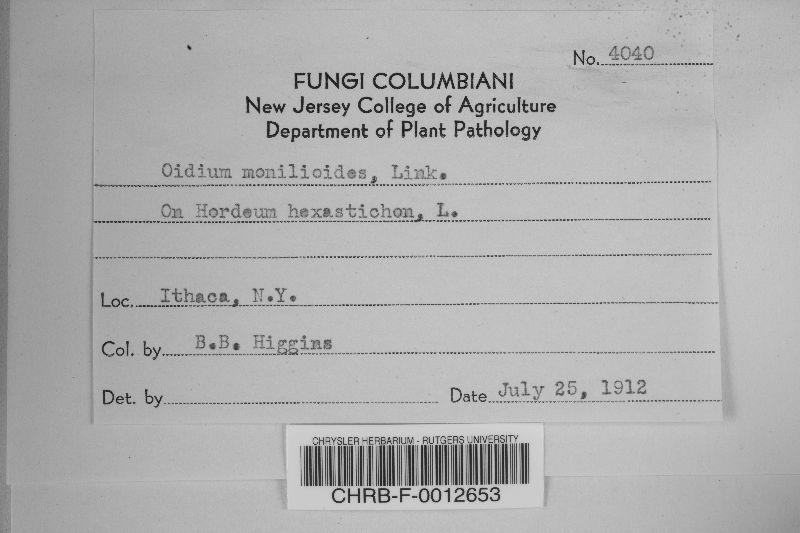 No. 4040
FUNGI COLUMBIANI
New Jersey College of Agriculture
Department of Plant Pathology
Oidium monilioides, Link.
On Hordeum hexastichon, L.
Loc. Ithaca, N.Y.
Col. by B.B. Higgins
Det. by Date July 25, 1912
CHRYSLER HERBARIUM - RUTGERS UNIVERSITY
CHRB-F-0012653